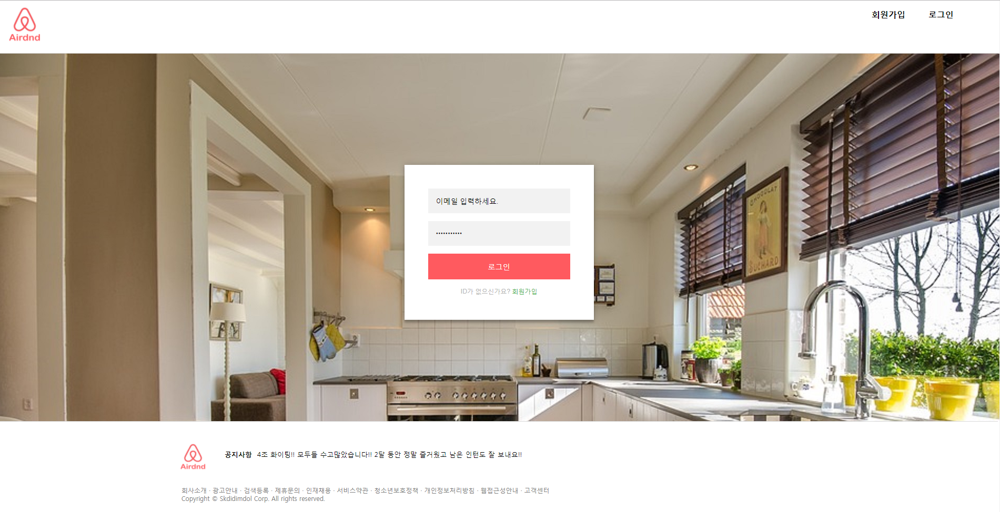 Airdnd
회원가입 로그인
CHOCOLAT
SUCHARD
이메일 입력하세요.
•••••••••••
로그인
ID가 없으신가요? 회원가입
Airdnd
공지사항 4조 화이팅!! 모두들 수고많았습니다!! 2달 동안 정말 즐거웠고 남은 인턴도 잘 보내요!!
회사소개 · 광고안내 · 검색등록 · 제휴문의 · 인재채용 · 서비스약관 · 청소년보호정책 · 개인정보처리방침 · 웹접근성안내 · 고객센터
Copyright © Skdidimdol Corp. All rights reserved.